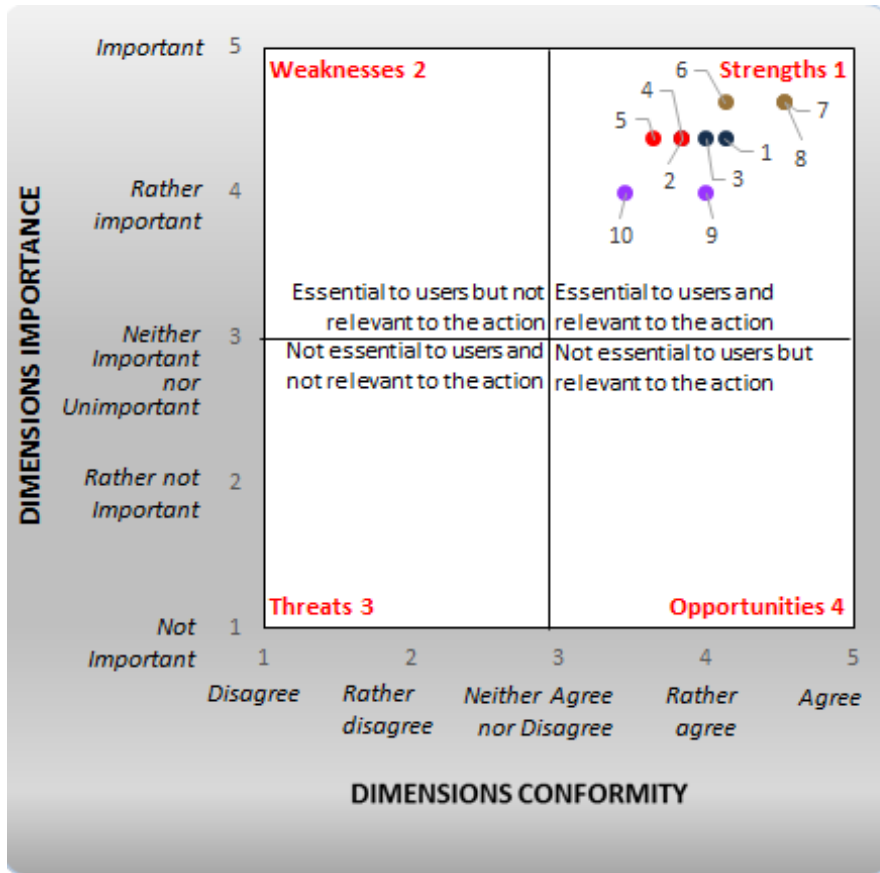 Important 5
Weaknesses 2
Strengths 1
6
4
5
7
2
3
1
8
Rather 4
important
10
9
DIMENSIONS IMPORTANCE
Essential to users but not
relevant to the action
Essential to users and
relevant to the action
Neither 3
Important
nor
Unimportant
Not essential to users and
not relevant to the action
Not essential to users but
relevant to the action
Rather not 2
Important
Threats 3
Opportunities 4
Not 1
Important
1
2
3
4
5
Disagree
Rather
disagree
Neither Agree
nor Disagree
Rather
agree
Agree
DIMENSIONS CONFORMITY